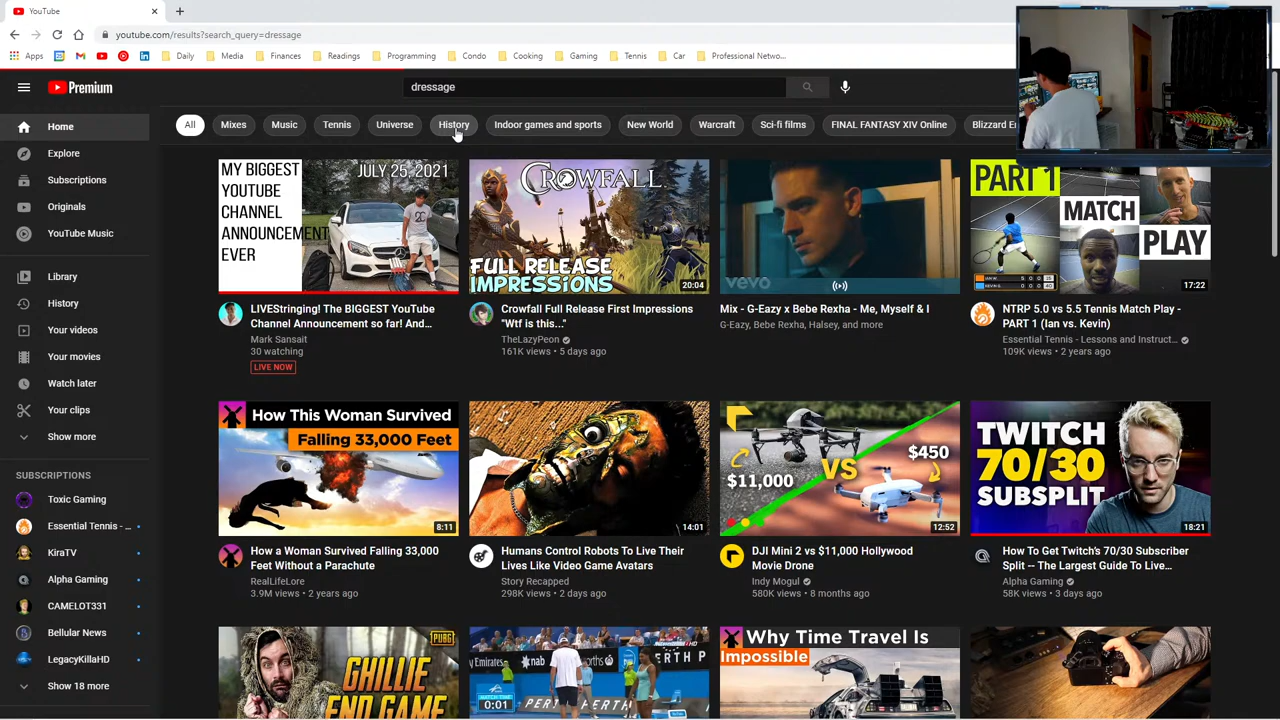 YouTube
youtube.com/results?search_query=dressage
Apps
Daily
Media
Finances
Readings
Programming
Condo
Cooking
Gaming
Tennis
Car
Professional Netwo...
Premium
dressage
All
Mixes
Music
Tennis
Universe
History
Indoor games and sports
New World
Warcraft
Sci-fi films
FINAL FANTASY XIV Online
Blizzard En
Home
Explore
Subscriptions
Originals
YouTube Music
Library
History
Your videos
Your movies
Watch later
Your clips
Show more
SUBSCRIPTIONS
Toxic Gaming
Essential Tennis - ...
KiraTV
Alpha Gaming
CAMELOT331
Bellular News
LegacyKillaHD
Show 18 more
MY BIGGEST
YOUTUBE
CHANNEL
ANNOUNCEMENT
EVER
JULY 25, 2021
LIVEStringing! The BIGGEST YouTube
Channel Announcement so far! And...
Mark Sansait
30 watching
LIVE NOW
CROWFALL
FULL RELEASE
IMPRESSIONS
20:04
Crowfall Full Release First Impressions
"Wtf is this..."
TheLazyPeon
161K views • 5 days ago
vevo
Mix - G-Eazy x Bebe Rexha - Me, Myself & I
G-Eazy, Bebe Rexha, Halsey, and more
PART 1
MATCH
PLAY
17:22
NTRP 5.0 vs 5.5 Tennis Match Play -
PART 1 (Ian vs. Kevin)
Essential Tennis - Lessons and Instruct...
109K views • 2 years ago
How This Woman Survived
Falling 33,000 Feet
8:11
How a Woman Survived Falling 33,000
Feet Without a Parachute
RealLifeLore
3.9M views • 2 years ago
14:01
Humans Control Robots To Live Their
Lives Like Video Game Avatars
Story Recapped
298K views • 2 days ago
$11,000
VS
$450
12:52
DJI Mini 2 vs $11,000 Hollywood
Movie Drone
Indy Mogul
580K views • 8 months ago
TWITCH
70/30
SUBSPLIT
18:21
How To Get Twitch's 70/30 Subscriber
Split -- The Largest Guide To Live...
Alpha Gaming
58K views • 3 days ago
PUBG
GHILLIE
END GAME
Emirates
nab
PERTH
MATCH TIME
0:01
PERTH
Why Time Travel Is
Impossible